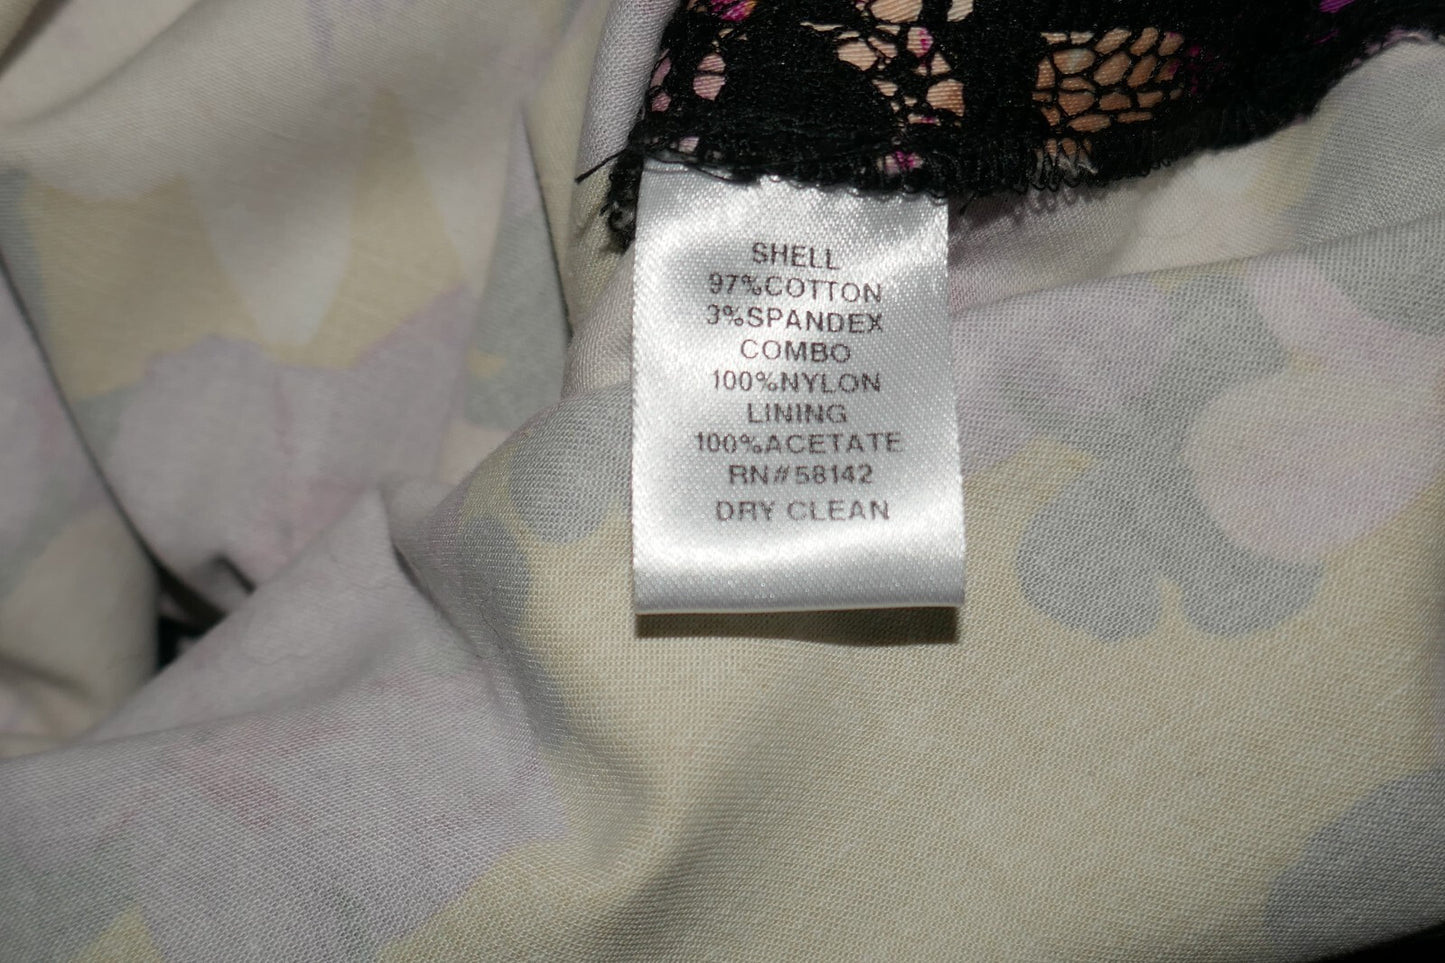 SHELL
97%COTTON
3%SPANDEX
COMBO
100%NYLON
LINING
100%ACETATE
RN#58142
DRY CLEAN